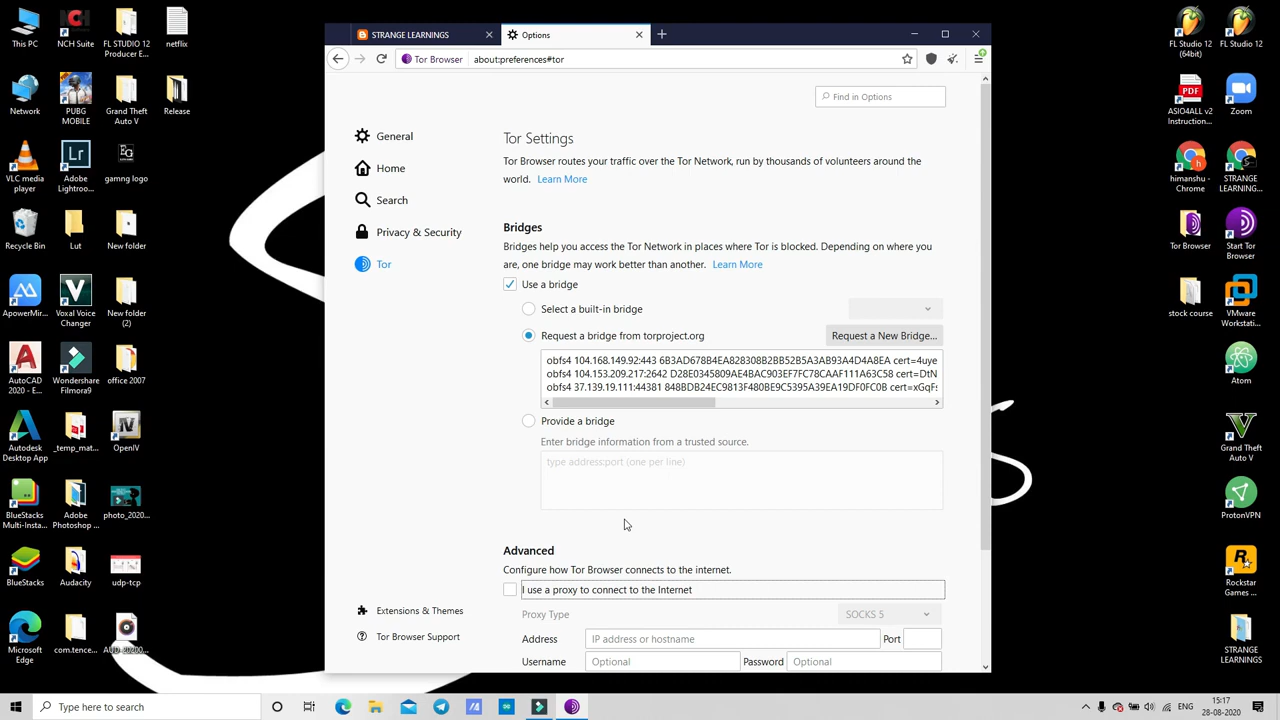 This PC
NCH Suite
FL STUDIO 12
Producer E...
netflix
Network
PUBG
MOBILE
Grand Theft
Auto V
Release
VLC media
player
Adobe
Lightroo...
gamng logo
Recycle Bin
Lut
New folder
ApowerMir...
Voxal Voice
Changer
New folder
(2)
AutoCAD
2020 - E...
Wondershare
Filmora9
office 2007
Autodesk
Desktop App
_temp_mat...
OpenIV
BlueStacks
Multi-Insta...
Adobe
Photoshop ...
photo_2020...
BlueStacks
Audacity
udp-tcp
Microsoft
Edge
com.tence...
STRANGE LEARNINGS
Options
Tor Browser
about:preferences#tor
Find in Options
General
Home
Search
Privacy & Security
Tor
Extensions & Themes
Tor Browser Support
Tor Settings
Tor Browser routes your traffic over the Tor Network, run by thousands of volunteers around the
world. Learn More
Bridges
Bridges help you access the Tor Network in places where Tor is blocked. Depending on where you
are, one bridge may work better than another. Learn More
Use a bridge
Select a built-in bridge
Request a bridge from torproject.org
Request a New Bridge...
obfs4 104.168.149.92:443 6B3AD678B4EA828308B2BB52B5A3AB93A4D4A8EA cert=4uye
obfs4 104.153.209.217:2642 D28E0345809AE4BAC903EF7FC78CAAF111A63C58 cert=DtN
obfs4 37.139.19.111:44381 848BDB24EC9813F480BE9C5395A39EA19DF0FC0B cert=xGqFs
Provide a bridge
Enter bridge information from a trusted source.
type address:port (one per line)
Advanced
Configure how Tor Browser connects to the internet.
I use a proxy to connect to the Internet
Proxy Type
SOCKS 5
Address
IP address or hostname
Port
Username
Optional
Password
Optional
FL Studio 12
(64bit)
FL Studio 12
PDF
ASIO4ALL v2
Instruction...
Zoom
himanshu -
Chrome
STRANGE
LEARNING...
Tor Browser
Start Tor
Browser
stock course
VMware
Workstati...
Atom
Grand Theft
Auto V
ProtonVPN
Rockstar
Games ...
STRANGE
LEARNINGS
Type here to search
ENG
15:17
28-08-2020